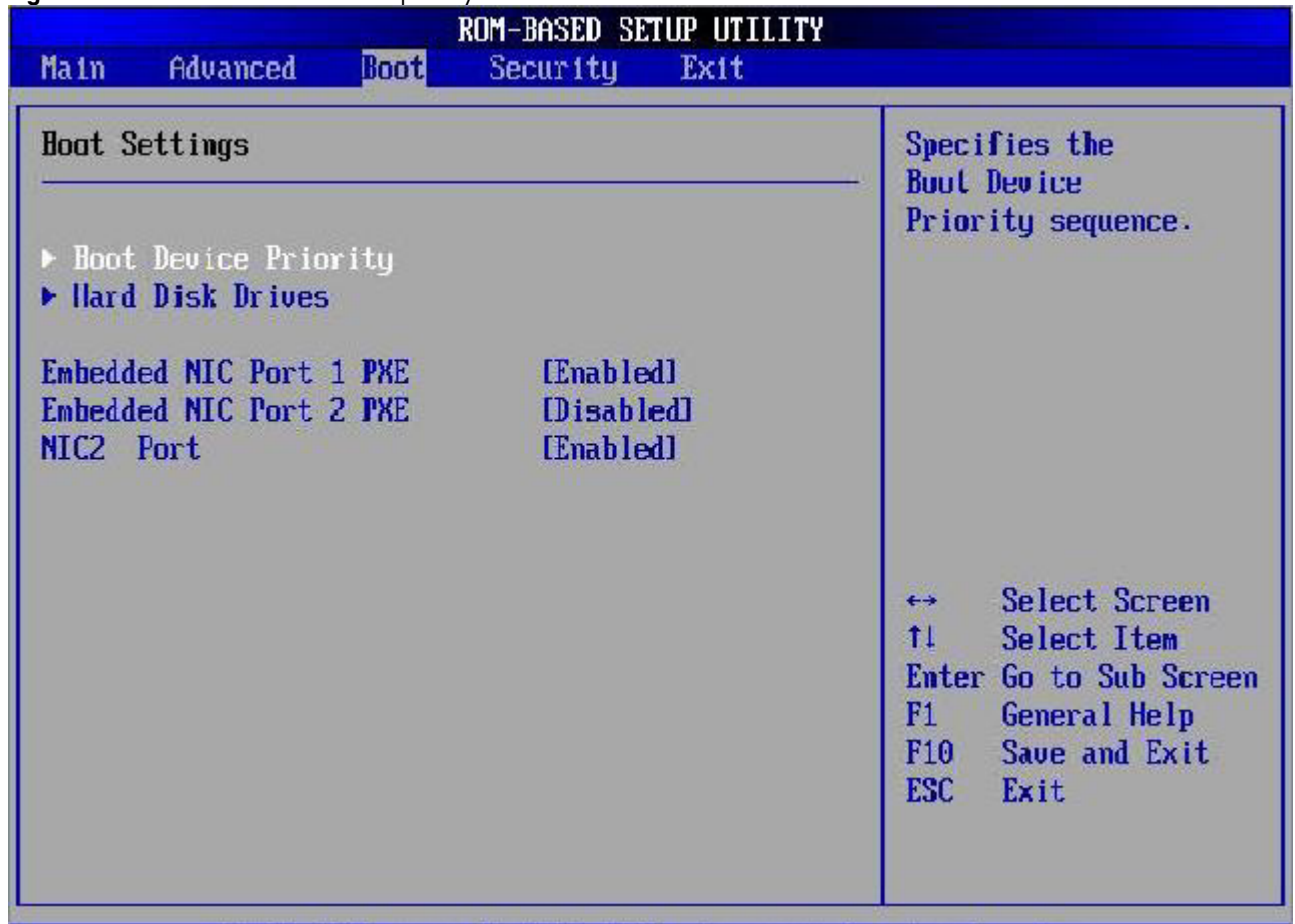 ROM-BASED SETUP UTILITY
Main Advanced Boot Security Exit
Boot Settings
Specifies the
Boot Device
Priority sequence.
▶ Boot Device Priority
▶ Hard Disk Drives
Embedded NIC Port 1 PXE [Enabled]
Embedded NIC Port 2 PXE [Disabled]
NIC2 Port [Enabled]
←→ Select Screen
↑↓ Select Item
Enter Go to Sub Screen
F1 General Help
F10 Save and Exit
ESC Exit